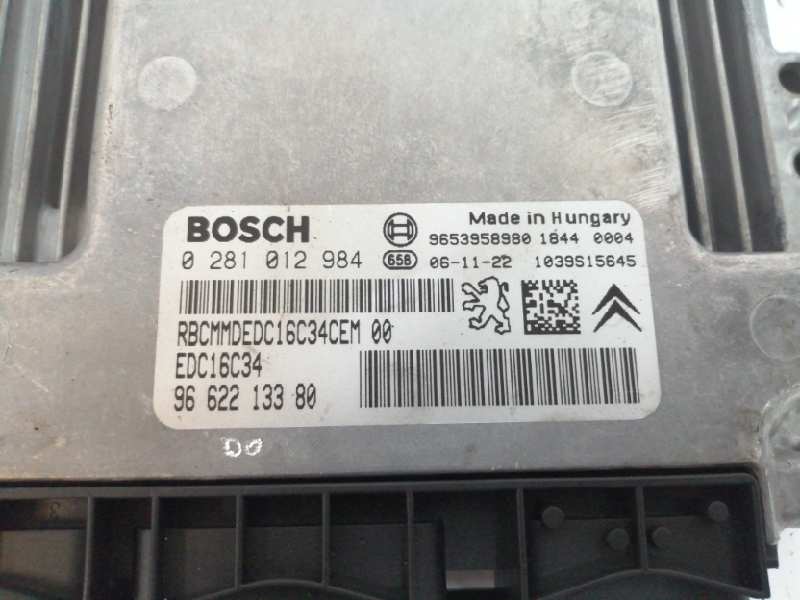 BOSCH
Made in Hungary
9653958980 1844 0004
0 281 012 984 658 06-11-22 1039S15645
RBCMMDEDC16C34CEM 00
EDC16C34
96 622 133 80